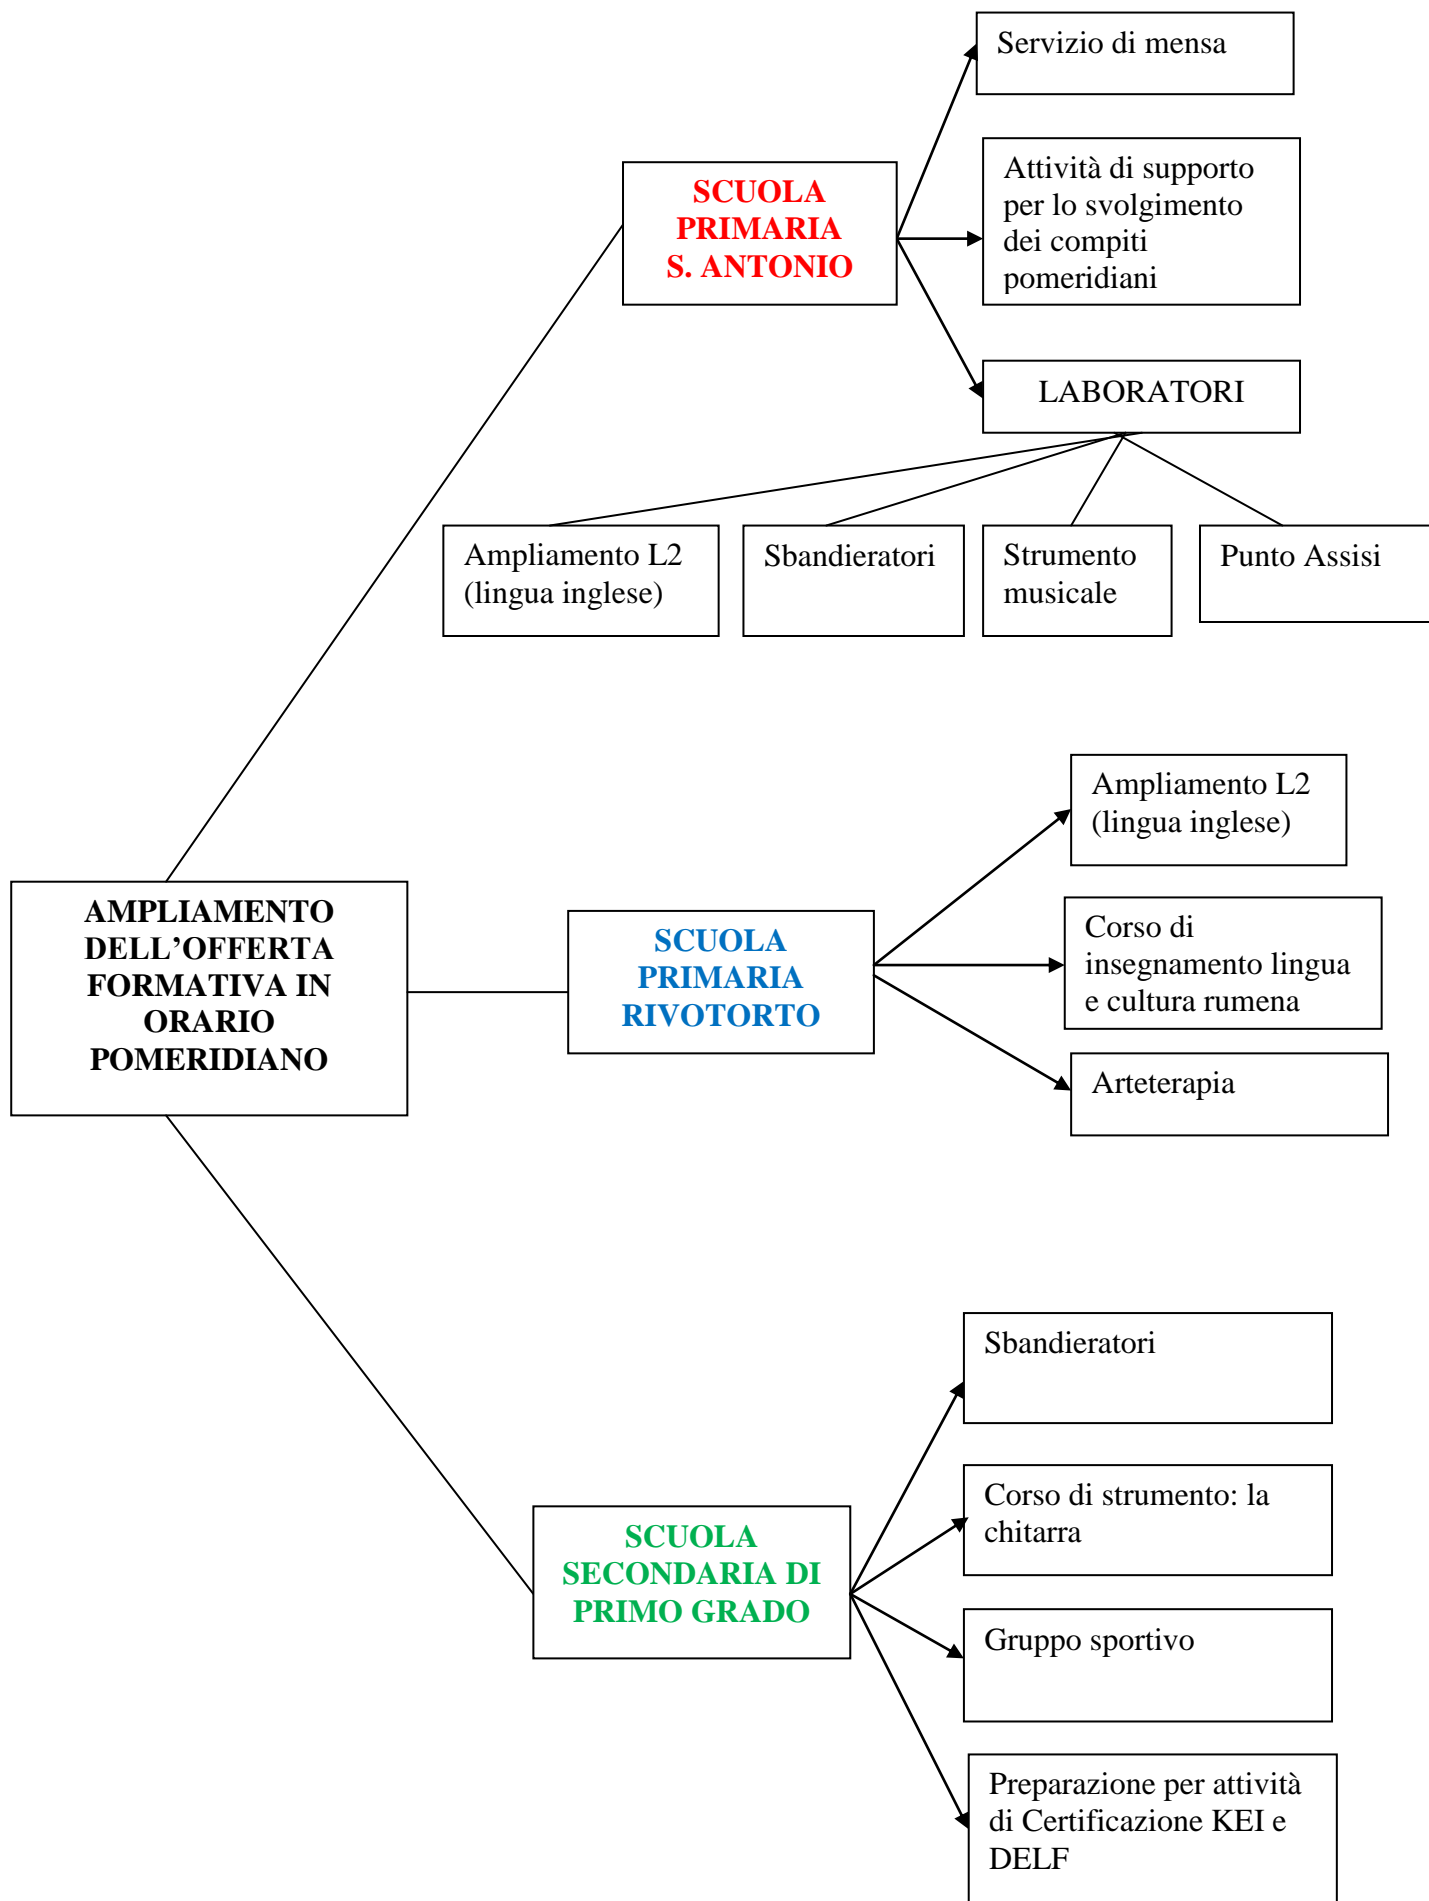 Servizio di mensa
SCUOLA
PRIMARIA
S. ANTONIO
Attività di supporto
per lo svolgimento
dei compiti
pomeridiani
LABORATORI
Ampliamento L2
(lingua inglese)
Sbandieratori
Strumento
musicale
Punto Assisi
AMPLIAMENTO
DELL’OFFERTA
FORMATIVA IN
ORARIO
POMERIDIANO
SCUOLA
PRIMARIA
RIVOTORTO
Ampliamento L2
(lingua inglese)
Corso di
insegnamento lingua
e cultura rumena
Arteterapia
SCUOLA
SECONDARIA DI
PRIMO GRADO
Sbandieratori
Corso di strumento: la
chitarra
Gruppo sportivo
Preparazione per attività
di Certificazione KEI e
DELF